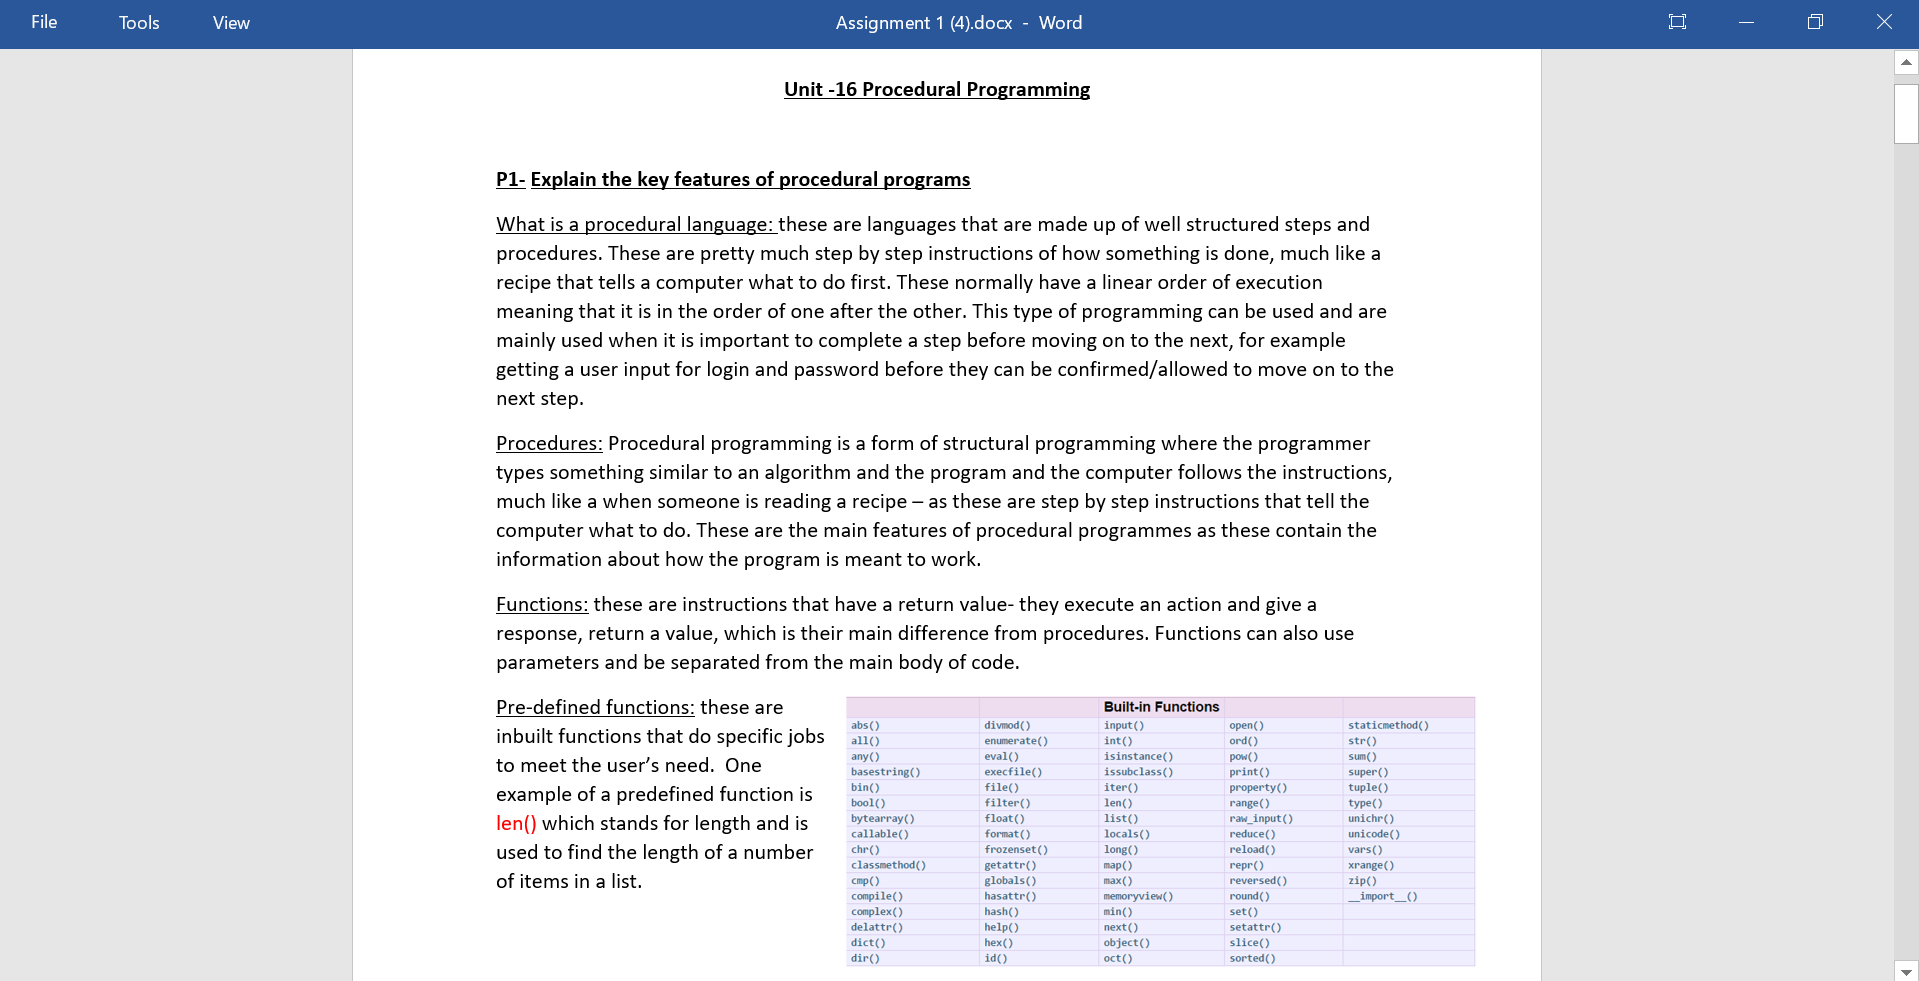 File Tools View Assignment 1 (4).docx - Word
Unit -16 Procedural Programming
P1- Explain the key features of procedural programs
What is a procedural language: these are languages that are made up of well structured steps and
procedures. These are pretty much step by step instructions of how something is done, much like a
recipe that tells a computer what to do first. These normally have a linear order of execution
meaning that it is in the order of one after the other. This type of programming can be used and are
mainly used when it is important to complete a step before moving on to the next, for example
getting a user input for login and password before they can be confirmed/allowed to move on to the
next step.
Procedures: Procedural programming is a form of structural programming where the programmer
types something similar to an algorithm and the program and the computer follows the instructions,
much like a when someone is reading a recipe – as these are step by step instructions that tell the
computer what to do. These are the main features of procedural programmes as these contain the
information about how the program is meant to work.
Functions: these are instructions that have a return value- they execute an action and give a
response, return a value, which is their main difference from procedures. Functions can also use
parameters and be separated from the main body of code.
Pre-defined functions: these are
inbuilt functions that do specific jobs
to meet the user’s need.  One
example of a predefined function is
len() which stands for length and is
used to find the length of a number
of items in a list.
Built-in Functions
abs() divmod() input() open() staticmethod()
all() enumerate() int() ord() str()
any() eval() isinstance() pow() sum()
basestring() execfile() issubclass() print() super()
bin() file() iter() property() tuple()
bool() filter() len() range() type()
bytearray() float() list() raw_input() unichr()
callable() format() locals() reduce() unicode()
chr() frozenset() long() reload() vars()
classmethod() getattr() map() repr() xrange()
cmp() globals() max() reversed() zip()
compile() hasattr() memoryview() round() __import__()
complex() hash() min() set()
delattr() help() next() setattr()
dict() hex() object() slice()
dir() id() oct() sorted()